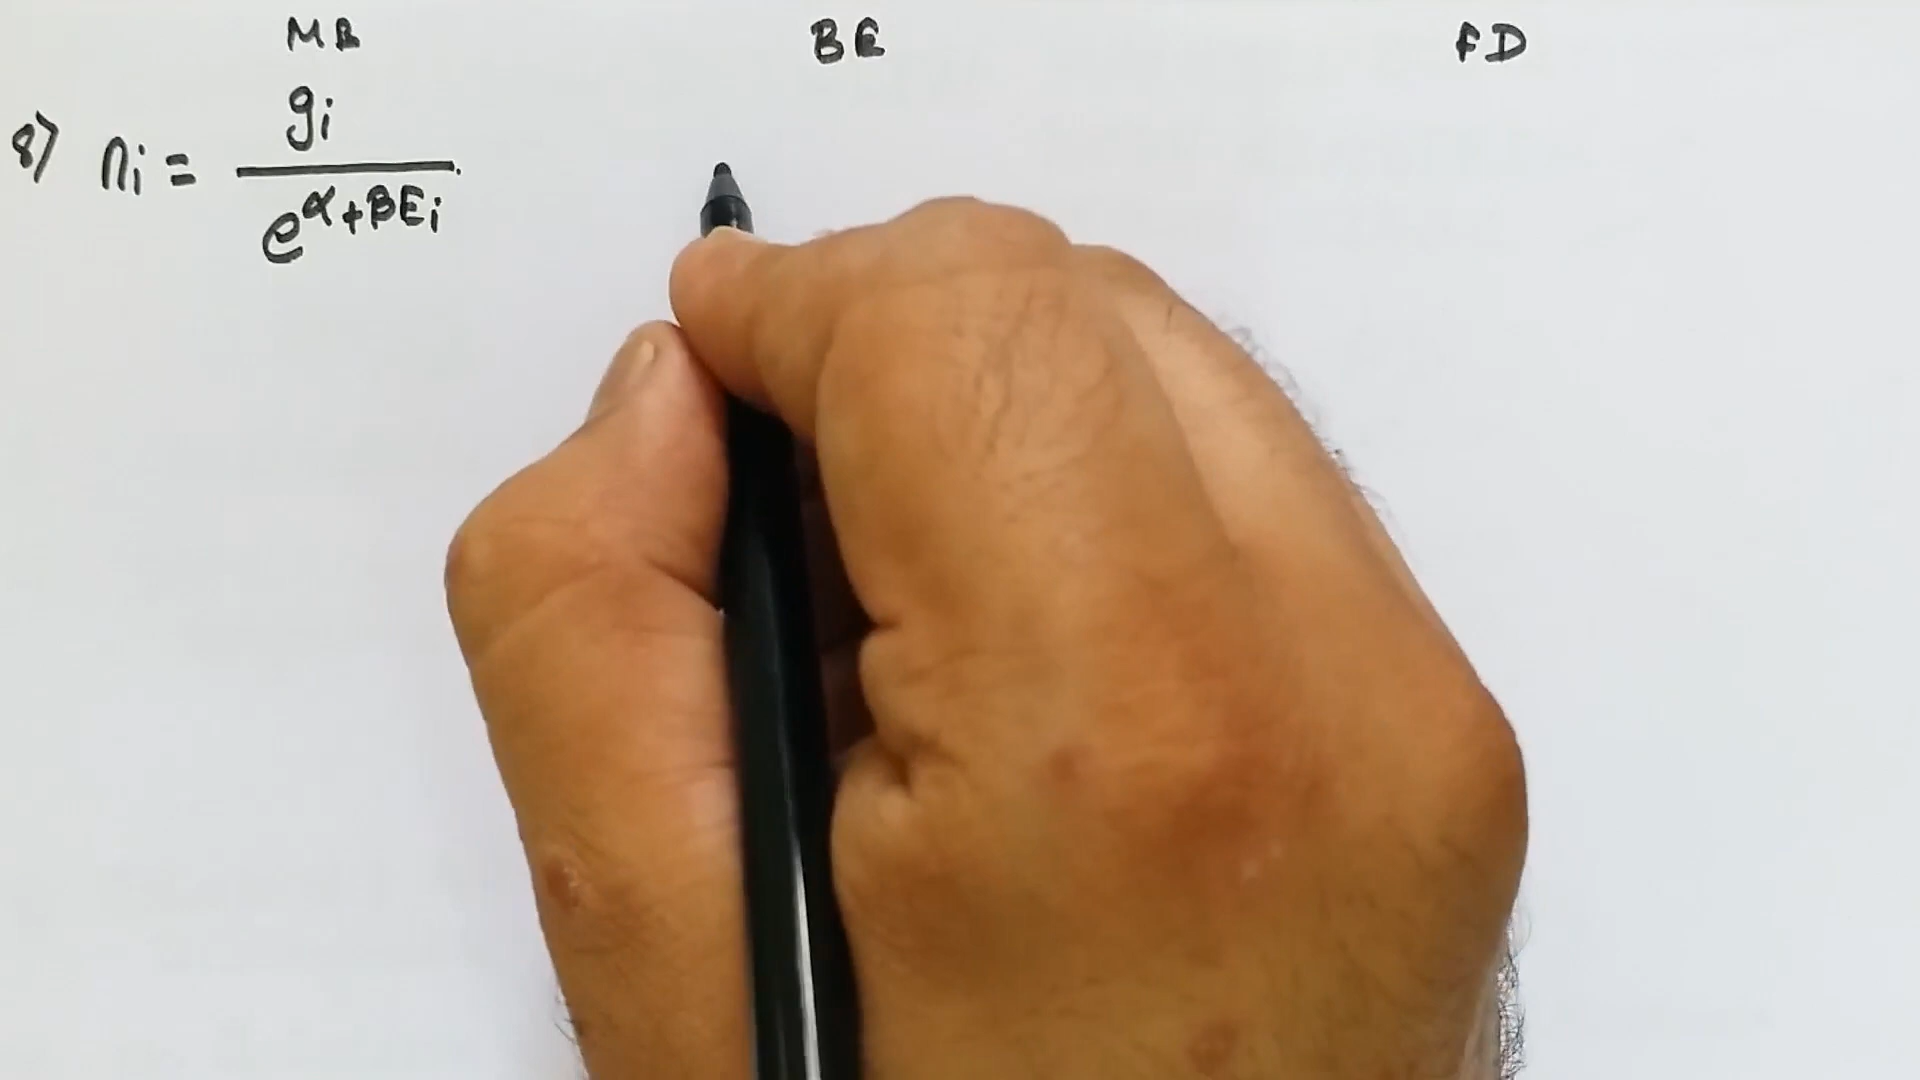 MB BE FD
8) ni = gi / e^α+βEi